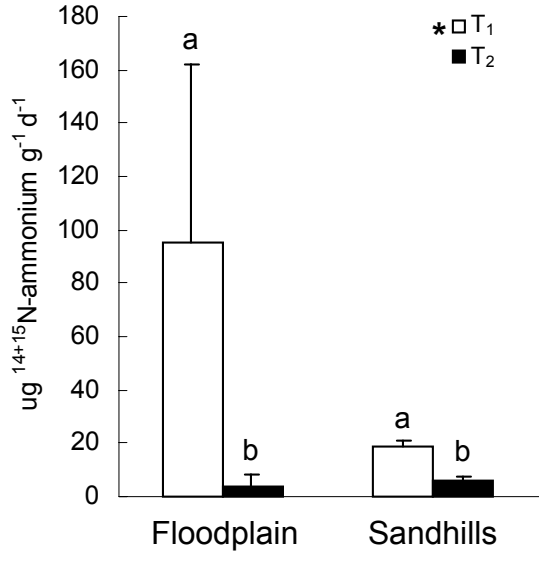 ug ¹⁴⁺¹⁵N-ammonium g⁻¹ d⁻¹
180
160
140
120
100
80
60
40
20
0
* T₁
T₂
a
b
a
b
Floodplain
Sandhills